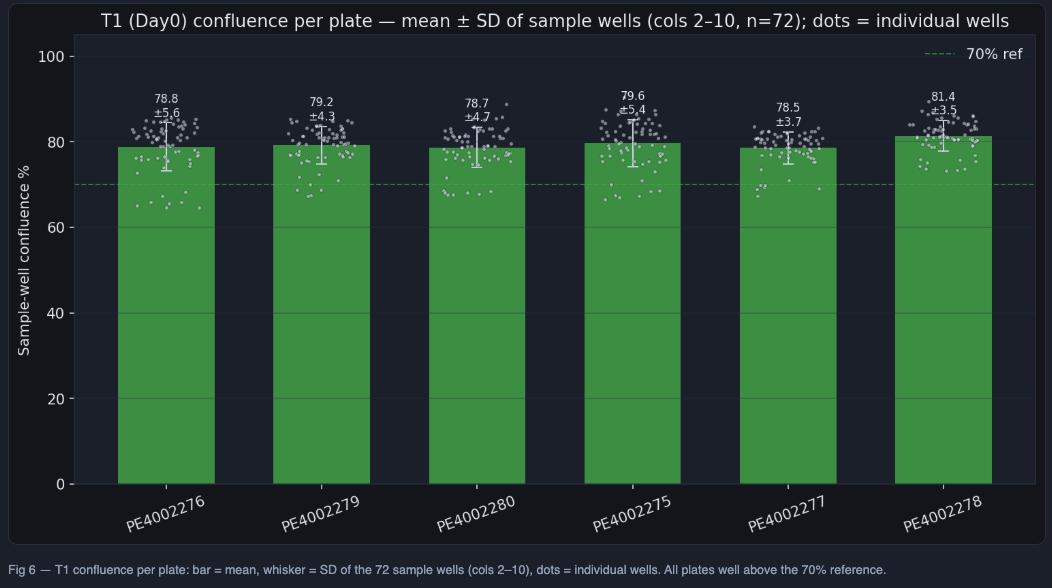 T1 (Day0) confluence per plate — mean ± SD of sample wells (cols 2–10, n=72); dots = individual wells
70% ref
Sample-well confluence %
100
80
60
40
20
0
78.8
±5.6
79.2
±4.3
78.7
±4.7
79.6
±5.4
78.5
±3.7
81.4
±3.5
PE4002276
PE4002279
PE4002280
PE4002275
PE4002277
PE4002278
Fig 6 — T1 confluence per plate: bar = mean, whisker = SD of the 72 sample wells (cols 2–10), dots = individual wells. All plates well above the 70% reference.